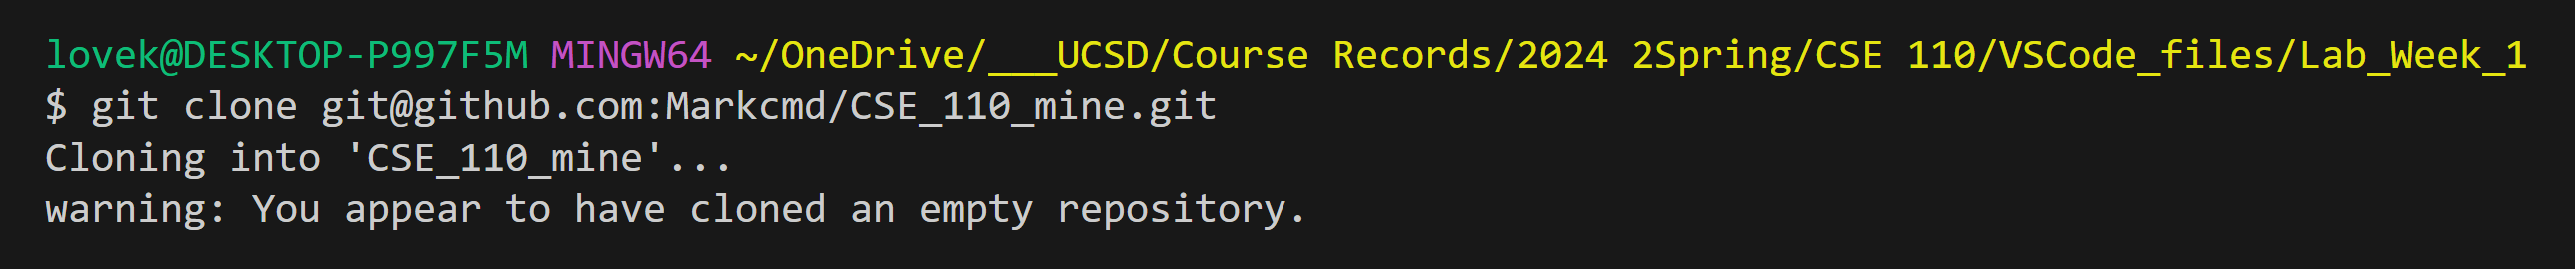 lovek@DESKTOP-P997F5M MINGW64 ~/OneDrive/___UCSD/Course Records/2024 2Spring/CSE 110/VSCode_files/Lab_Week_1
$ git clone git@github.com:Markcmd/CSE_110_mine.git
Cloning into 'CSE_110_mine'...
warning: You appear to have cloned an empty repository.